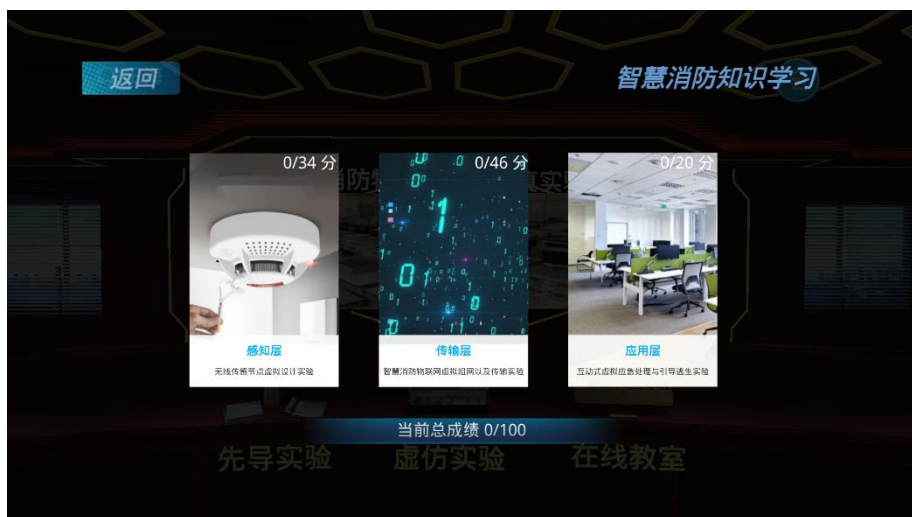 返回
智慧消防知识学习
0/34 分
0/46 分
0/20 分
感知层
无线传感节点虚拟设计实验
传输层
智慧消防物联网虚拟组网以及传输实验
应用层
互动式虚拟应急处理与引导逃生实验
当前总成绩 0/100
先导实验
虚仿实验
在线教室